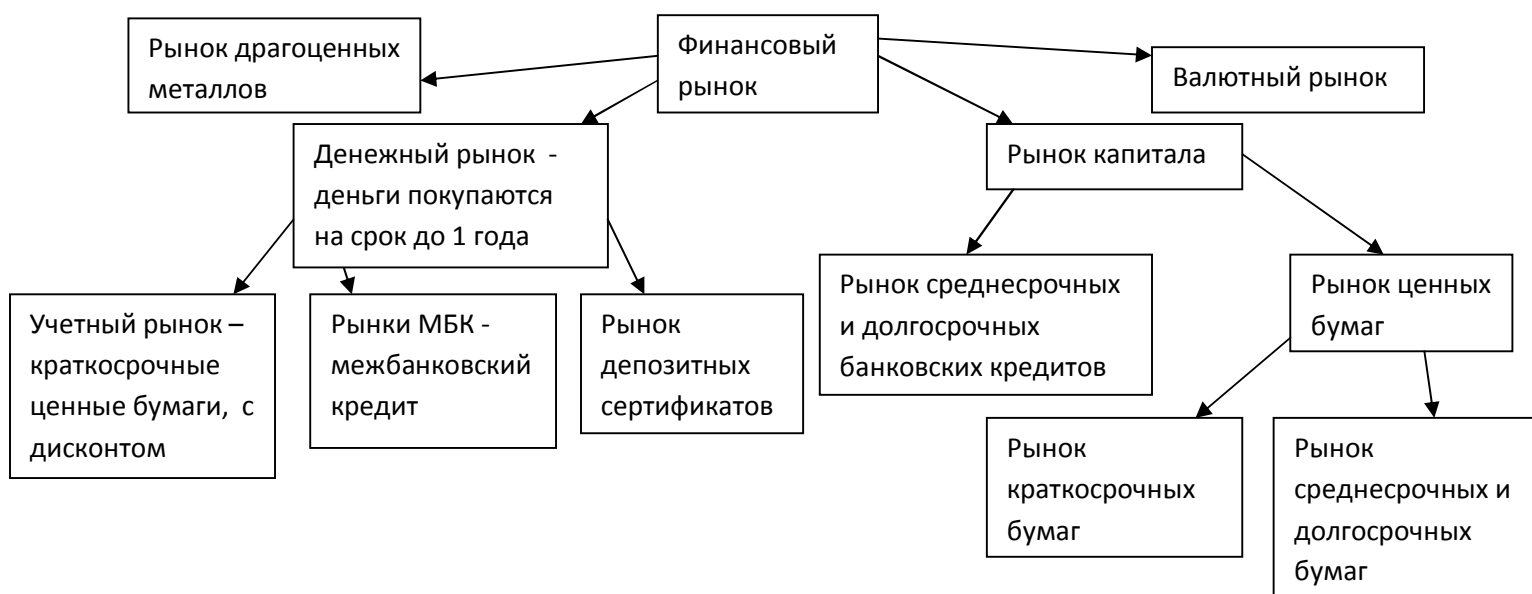 Рынок драгоценных
металлов
Финансовый
рынок
Валютный рынок
Денежный рынок -
деньги покупаются
на срок до 1 года
Рынок капитала
Учетный рынок –
краткосрочные
ценные бумаги, с
дисконтом
Рынки МБК -
межбанковский
кредит
Рынок
депозитных
сертификатов
Рынок среднесрочных
и долгосрочных
банковских кредитов
Рынок ценных
бумаг
Рынок
краткосрочных
бумаг
Рынок
среднесрочных и
долгосрочных
бумаг